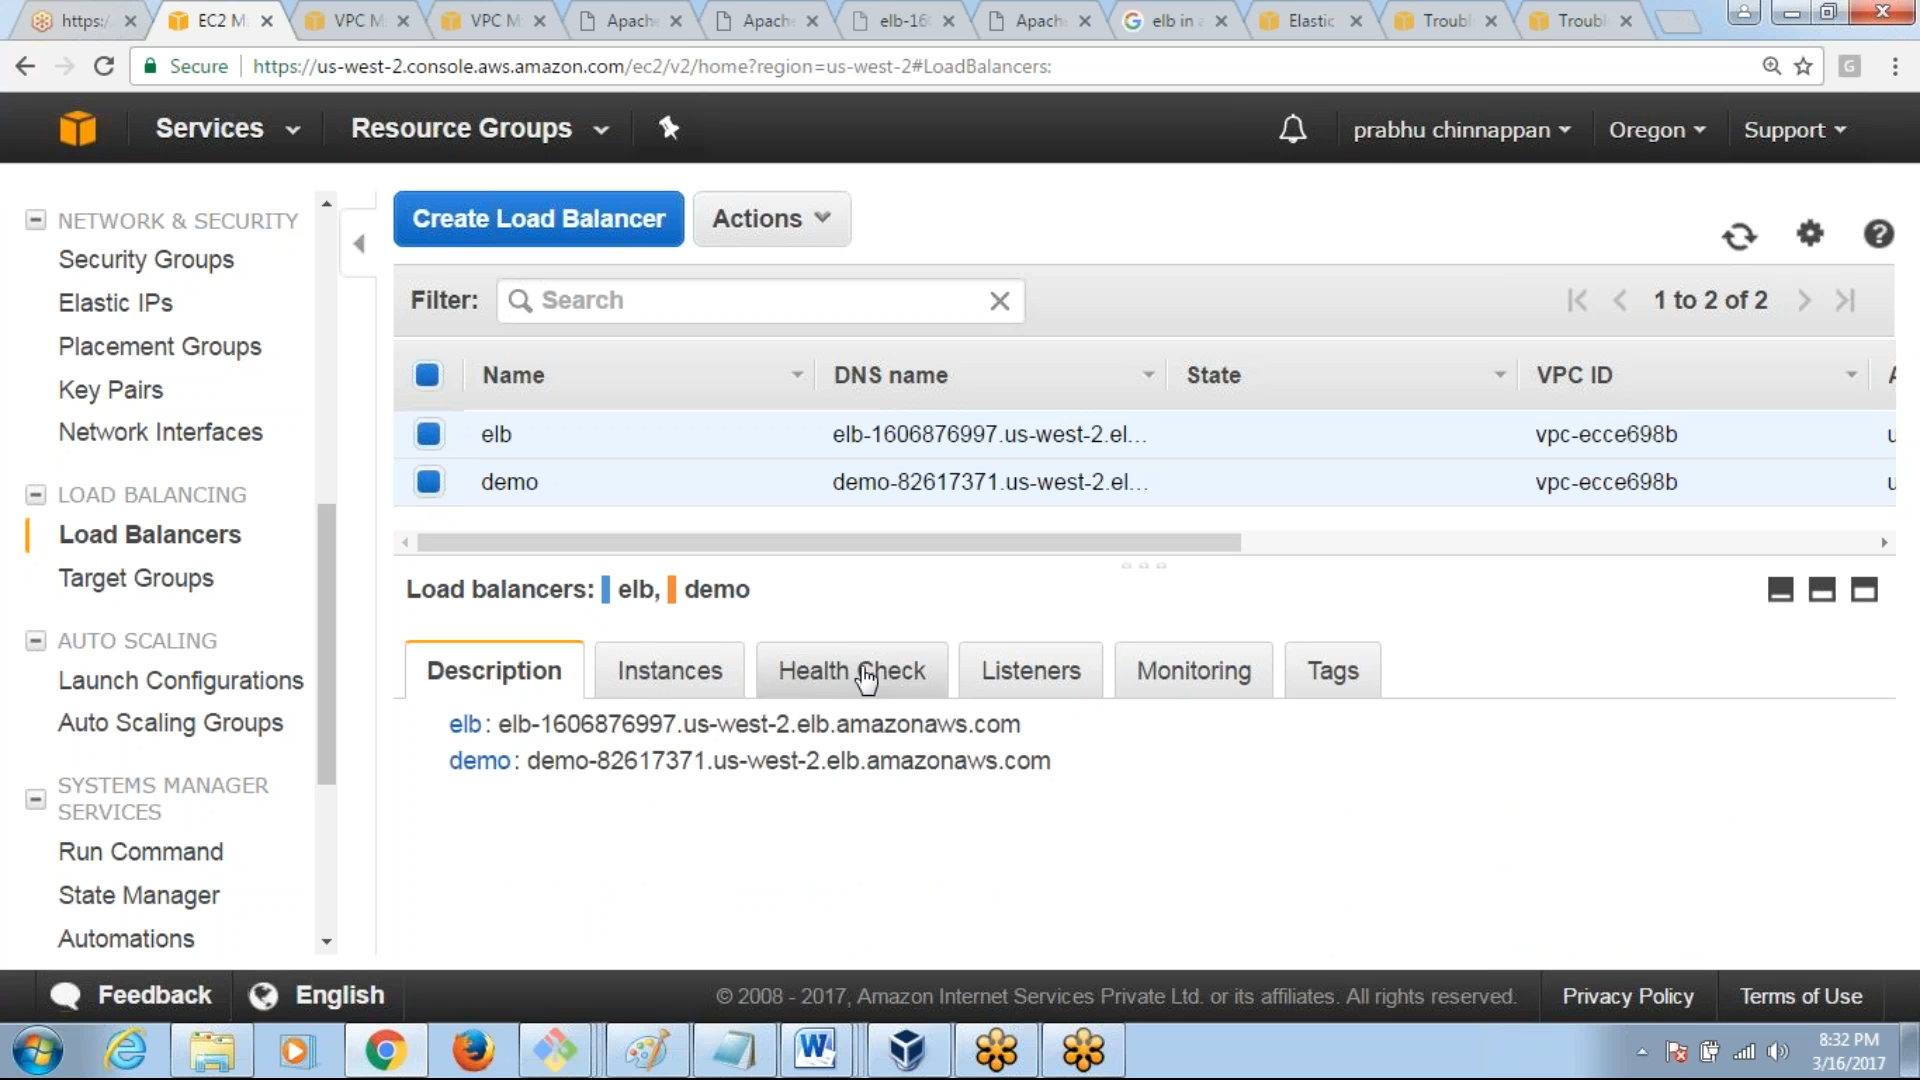 https:/
EC2 M
VPC M
VPC M
Apach
Apach
elb-16
Apach
elb in
Elastic
Troubl
Troubl
Secure
https://us-west-2.console.aws.amazon.com/ec2/v2/home?region=us-west-2#LoadBalancers:
G
Services
Resource Groups
prabhu chinnappan
Oregon
Support
NETWORK & SECURITY
Security Groups
Elastic IPs
Placement Groups
Key Pairs
Network Interfaces
LOAD BALANCING
Load Balancers
Target Groups
AUTO SCALING
Launch Configurations
Auto Scaling Groups
SYSTEMS MANAGER
SERVICES
Run Command
State Manager
Automations
Create Load Balancer
Actions
Filter:
Search
1 to 2 of 2
Name
DNS name
State
VPC ID
elb
elb-1606876997.us-west-2.el...
vpc-ecce698b
u
demo
demo-82617371.us-west-2.el...
vpc-ecce698b
u
Load balancers: elb, demo
Description
Instances
Health Check
Listeners
Monitoring
Tags
elb: elb-1606876997.us-west-2.elb.amazonaws.com
demo: demo-82617371.us-west-2.elb.amazonaws.com
Feedback
English
© 2008 - 2017, Amazon Internet Services Private Ltd. or its affiliates. All rights reserved.
Privacy Policy
Terms of Use
8:32 PM
3/16/2017